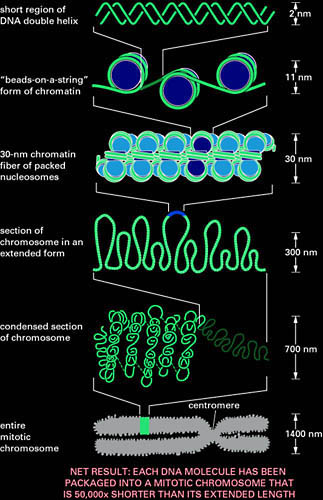 short region of
DNA double helix
2 nm
"beads-on-a-string"
form of chromatin
11 nm
30-nm chromatin
fiber of packed
nucleosomes
30 nm
section of
chromosome in an
extended form
300 nm
condensed section
of chromosome
700 nm
centromere
entire
mitotic
chromosome
1400 nm
NET RESULT: EACH DNA MOLECULE HAS BEEN
PACKAGED INTO A MITOTIC CHROMOSOME THAT
IS 50,000x SHORTER THAN ITS EXTENDED LENGTH